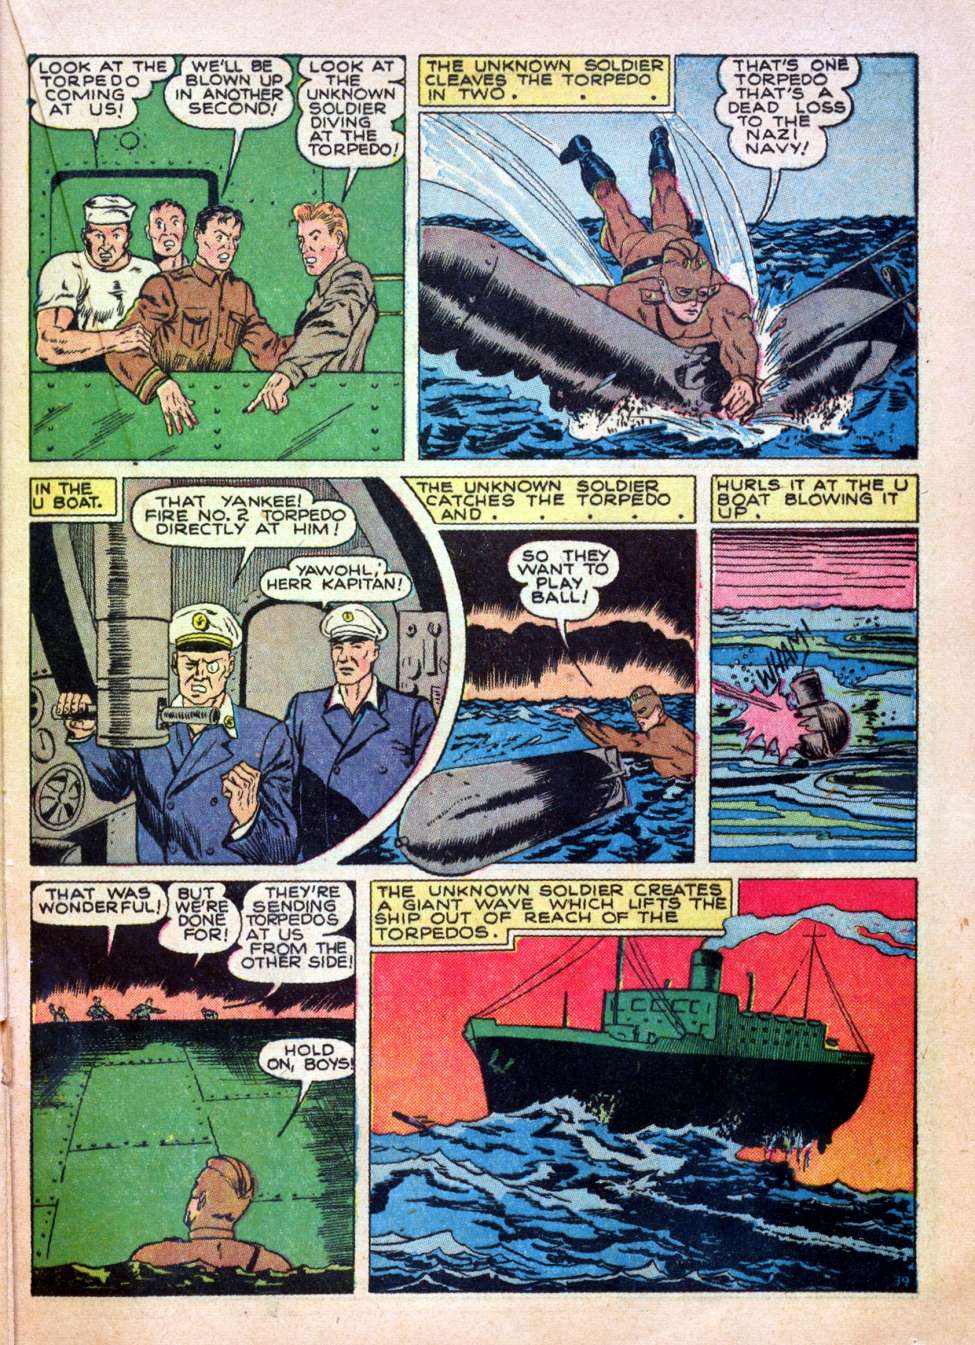 LOOK AT THE
TORPEDO
COMING
AT US!
WE'LL BE
BLOWN UP
IN ANOTHER
SECOND!
LOOK AT
THE
UNKNOWN
SOLDIER
DIVING
AT THE
TORPEDO!
THE UNKNOWN SOLDIER
CLEAVES THE TORPEDO
IN TWO. . . .
THAT'S ONE
TORPEDO
THAT'S A
DEAD LOSS
TO THE
NAZI
NAVY!
IN THE
U BOAT.
THAT YANKEE!
FIRE NO. 2 TORPEDO
DIRECTLY AT HIM!
YAWOHL,
HERR KAPITAN!
THE UNKNOWN SOLDIER
CATCHES THE TORPEDO
AND. . . . .
SO THEY
WANT TO
PLAY
BALL!
HURLS IT AT THE U
BOAT BLOWING IT
UP.
WHAM!
THAT WAS
WONDERFUL!
BUT
WE'RE
DONE
FOR!
THEY'RE
SENDING
TORPEDOS
AT US
FROM THE
OTHER SIDE!
HOLD
ON, BOYS!
THE UNKNOWN SOLDIER CREATES
A GIANT WAVE WHICH LIFTS THE
SHIP OUT OF REACH OF THE
TORPEDOS.
39